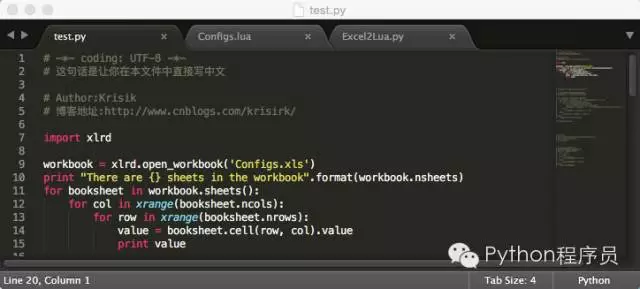 test.py
test.py × Configs.lua × Excel2Lua.py ×
1 # -*- coding: UTF-8 -*-
2 # 这句话是让你在本文件中直接写中文
3
4 # Author:Krisik
5 # 博客地址:http://www.cnblogs.com/krisirk/
6
7 import xlrd
8
9 workbook = xlrd.open_workbook('Configs.xls')
10 print "There are {} sheets in the workbook".format(workbook.nsheets)
11 for booksheet in workbook.sheets():
12 for col in xrange(booksheet.ncols):
13 for row in xrange(booksheet.nrows):
14 value = booksheet.cell(row, col).value
15 print value
16
Python程序员
Line 20, Column 1 Tab Size: 4 Python